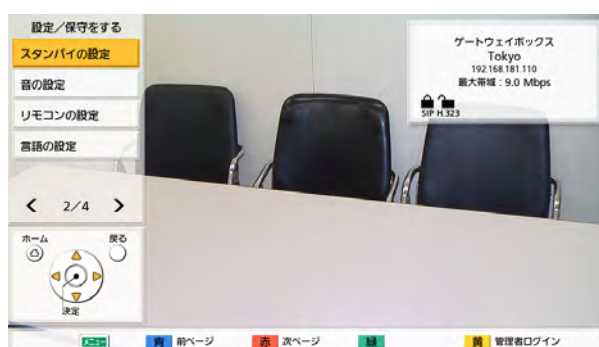 設定／保守をする
スタンバイの設定
音の設定
リモコンの設定
言語の設定
2/4
ホーム
戻る
決定
ゲートウェイボックス
Tokyo
192.168.181.110
最大帯域：9.0 Mbps
SIP H.323
メニュー
青 前ページ
赤 次ページ
緑
黄 管理者ログイン